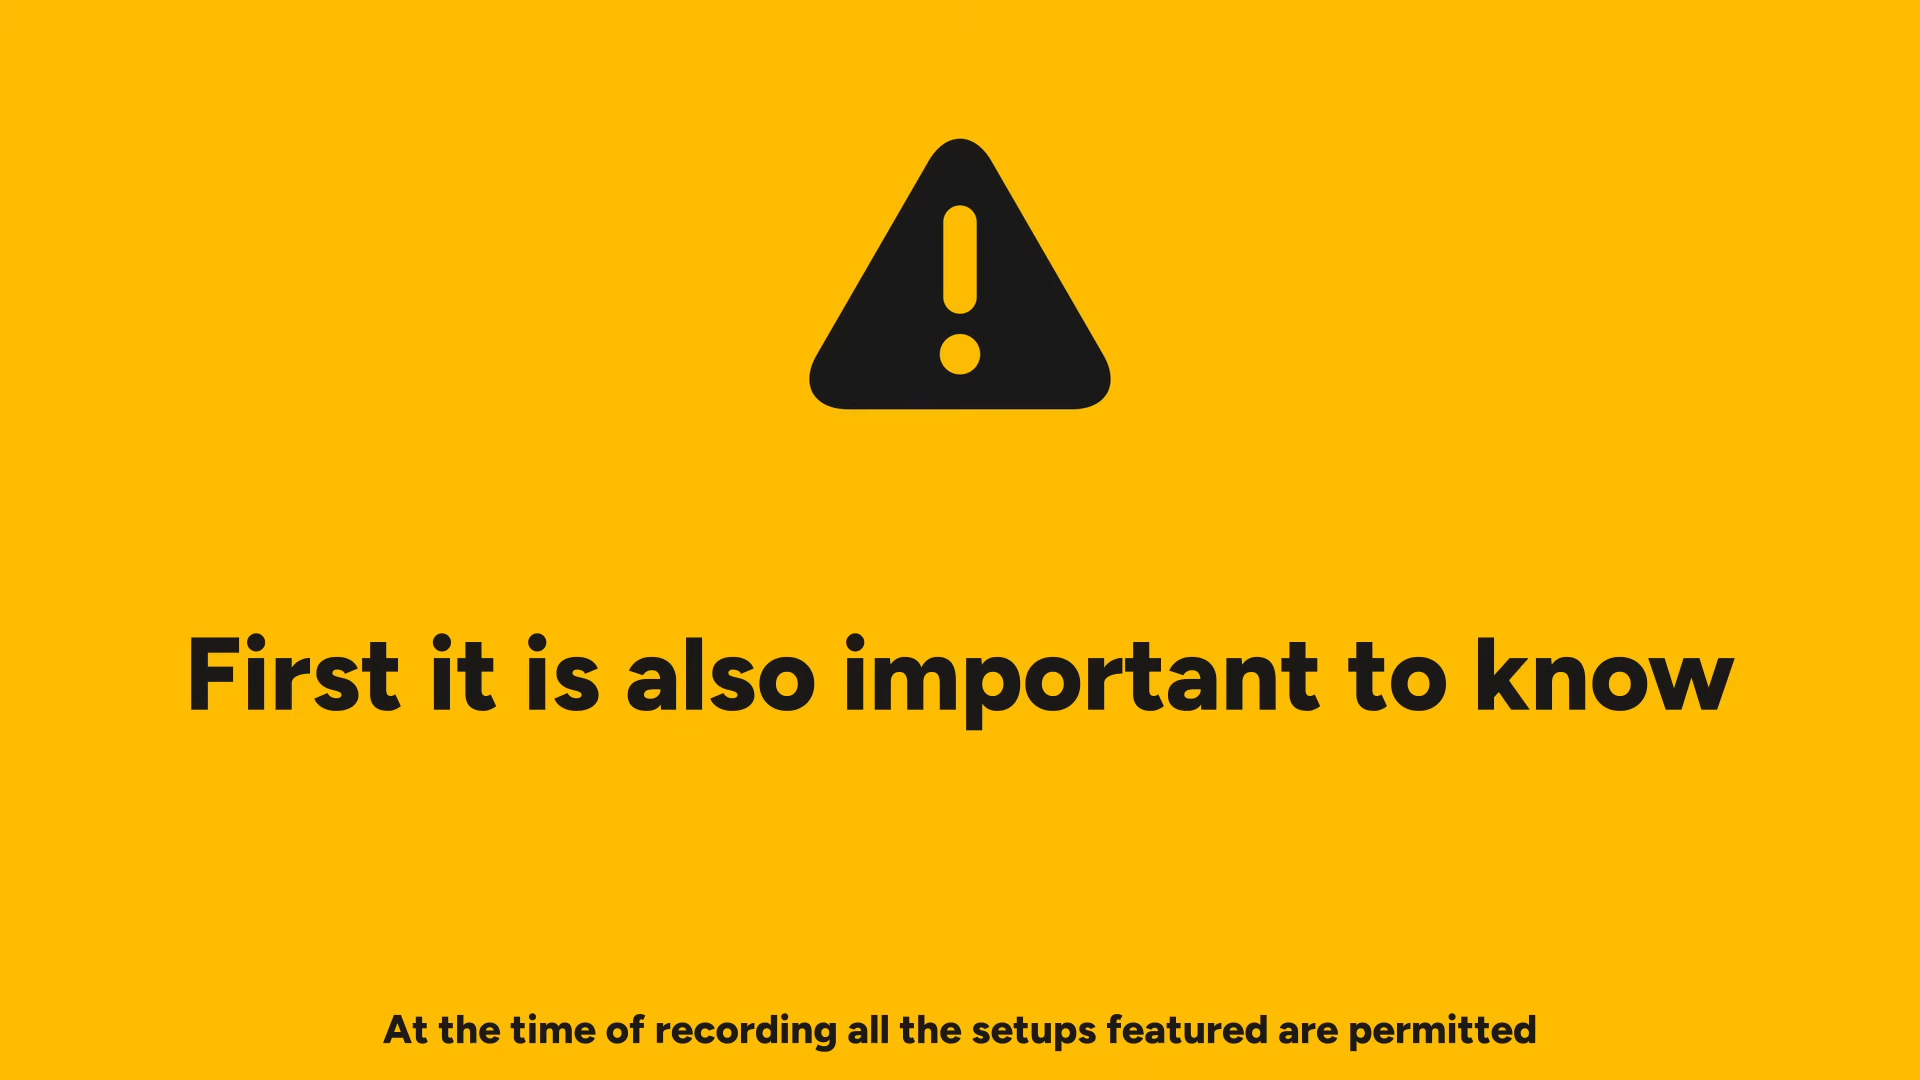 First it is also important to know
At the time of recording all the setups featured are permitted